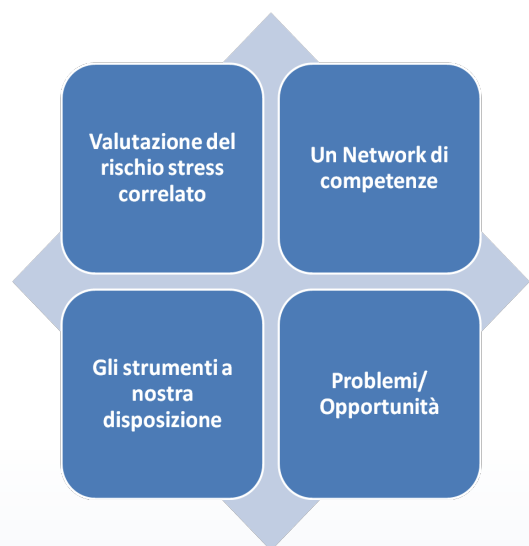 Valutazione del
rischio stress
correlato
Un Network di
competenze
Gli strumenti a
nostra
disposizione
Problemi/
Opportunità